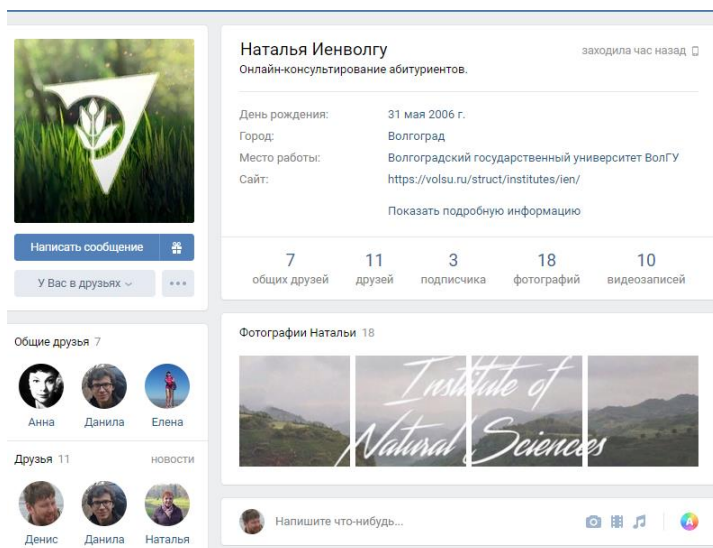 Наталья Иенволгу
заходила час назад
Онлайн-консультирование абитуриентов.
День рождения: 31 мая 2006 г.
Город: Волгоград
Место работы: Волгоградский государственный университет ВолГУ
Сайт: https://volsu.ru/struct/institutes/ien/
Показать подробную информацию
7 11 3 18 10
общих друзей друзей подписчика фотографий видеозаписей
Написать сообщение
У Вас в друзьях
Общие друзья 7
Анна Данила Елена
Друзья 11 новости
Денис Данила Наталья
Фотографии Натальи 18
Institute of
Natural Sciences
Напишите что-нибудь...
A